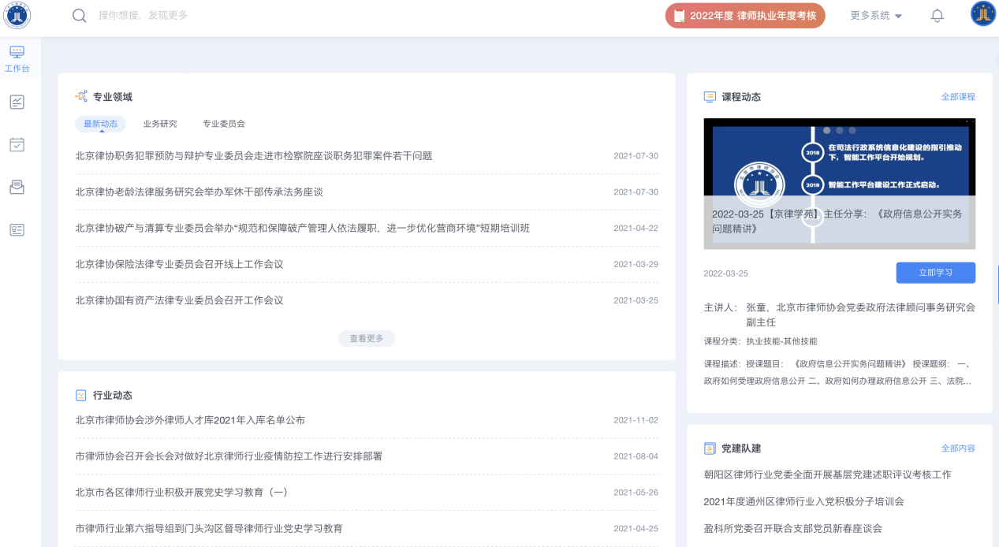 搜你想搜，发现更多
2022年度 律师执业年度考核
更多系统
工作台
专业领域
最新动态 业务研究 专业委员会
北京律协职务犯罪预防与辩护专业委员会走进市检察院座谈职务犯罪案件若干问题 2021-07-30
北京律协老龄法律服务研究会举办军休干部传承法务座谈 2021-07-30
北京律协破产与清算专业委员会举办“规范和保障破产管理人依法履职，进一步优化营商环境”短期培训班 2021-04-22
北京律协保险法律专业委员会召开线上工作会议 2021-03-29
北京律协国有资产法律专业委员会召开工作会议 2021-03-25
查看更多
行业动态
北京市律师协会涉外律师人才库2021年入库名单公布 2021-11-02
市律师协会召开会长会对做好北京律师行业疫情防控工作进行安排部署 2021-08-04
北京市各区律师行业积极开展党史学习教育（一） 2021-05-26
市律师行业第六指导组到门头沟区督导律师行业党史学习教育 2021-04-25
课程动态 全部课程
2018 在司法行政系统信息化建设的指引推动
下，智能工作平台开始规划。
2019 智能工作平台建设工作正式启动。
2022-03-25【京律学苑】主任分享：《政府信息公开实务
问题精讲》
2022-03-25 立即学习
主讲人： 张童，北京市律师协会党委政府法律顾问事务研究会
副主任
课程分类：执业技能-其他技能
课程描述：授课题目： 《政府信息公开实务问题精讲》 授课题纲： 一、
政府如何受理政府信息公开 二、政府如何办理政府信息公开 三、法院...
党建队建 全部内容
朝阳区律师行业党委全面开展基层党建述职评议考核工作
2021年度通州区律师行业入党积极分子培训会
盈科所党委召开联合支部党员新春座谈会